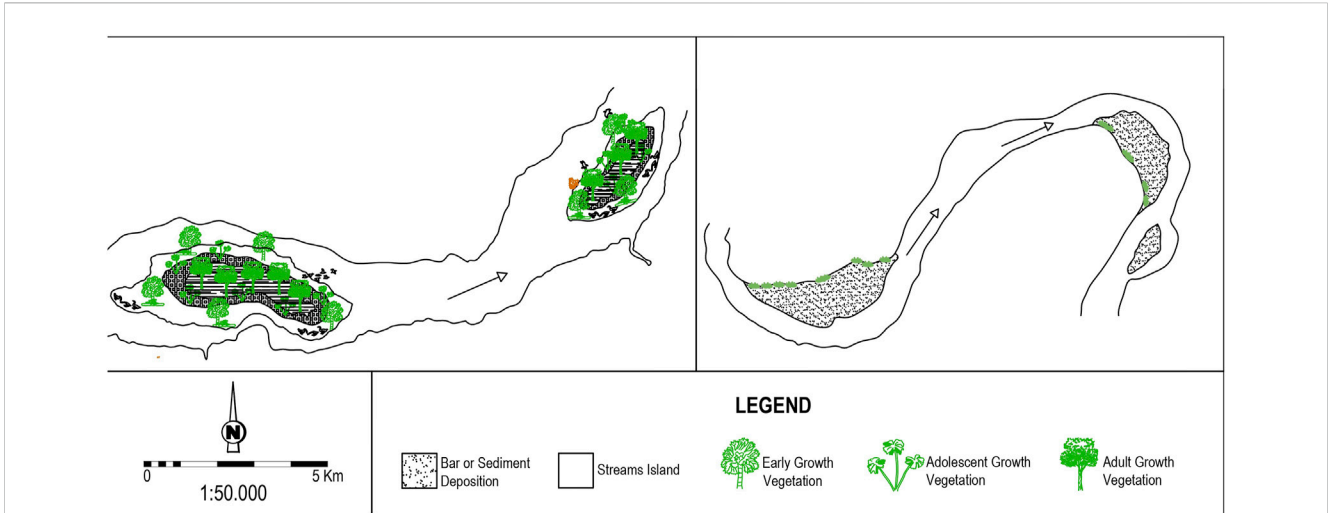 N
0 5 Km
1:50.000
LEGEND
Bar or Sediment
Deposition
Streams Island
Early Growth
Vegetation
Adolescent Growth
Vegetation
Adult Growth
Vegetation